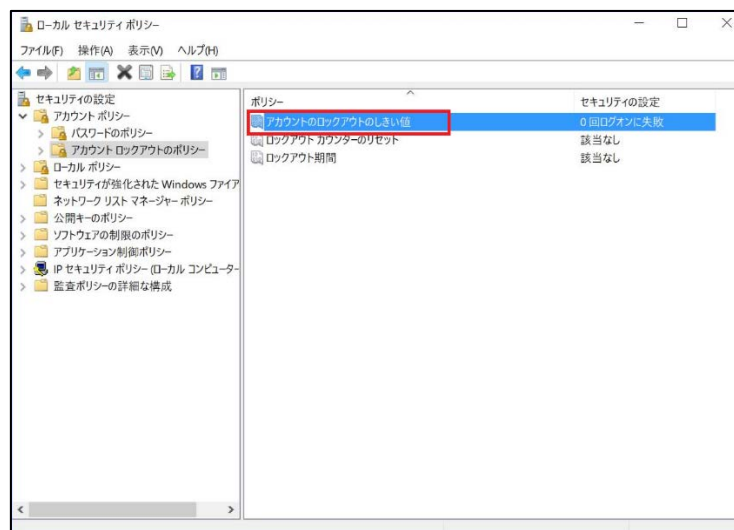 ローカル セキュリティ ポリシー
ファイル(F) 操作(A) 表示(V) ヘルプ(H)
セキュリティの設定
アカウント ポリシー
パスワードのポリシー
アカウント ロックアウトのポリシー
ローカル ポリシー
セキュリティが強化された Windows ファイア
ネットワーク リスト マネージャー ポリシー
公開キーのポリシー
ソフトウェアの制限のポリシー
アプリケーション制御ポリシー
IP セキュリティ ポリシー (ローカル コンピューター
監査ポリシーの詳細な構成
ポリシー セキュリティの設定
アカウントのロックアウトのしきい値 0 回ログオンに失敗
ロックアウト カウンターのリセット 該当なし
ロックアウト期間 該当なし